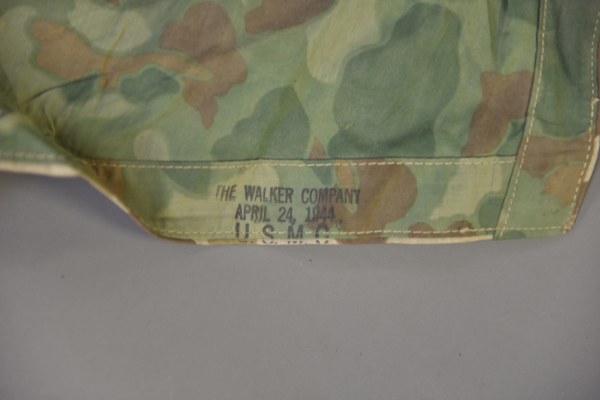 THE WALKER COMPANY
APRIL 24, 1944.
U.S.M.C.